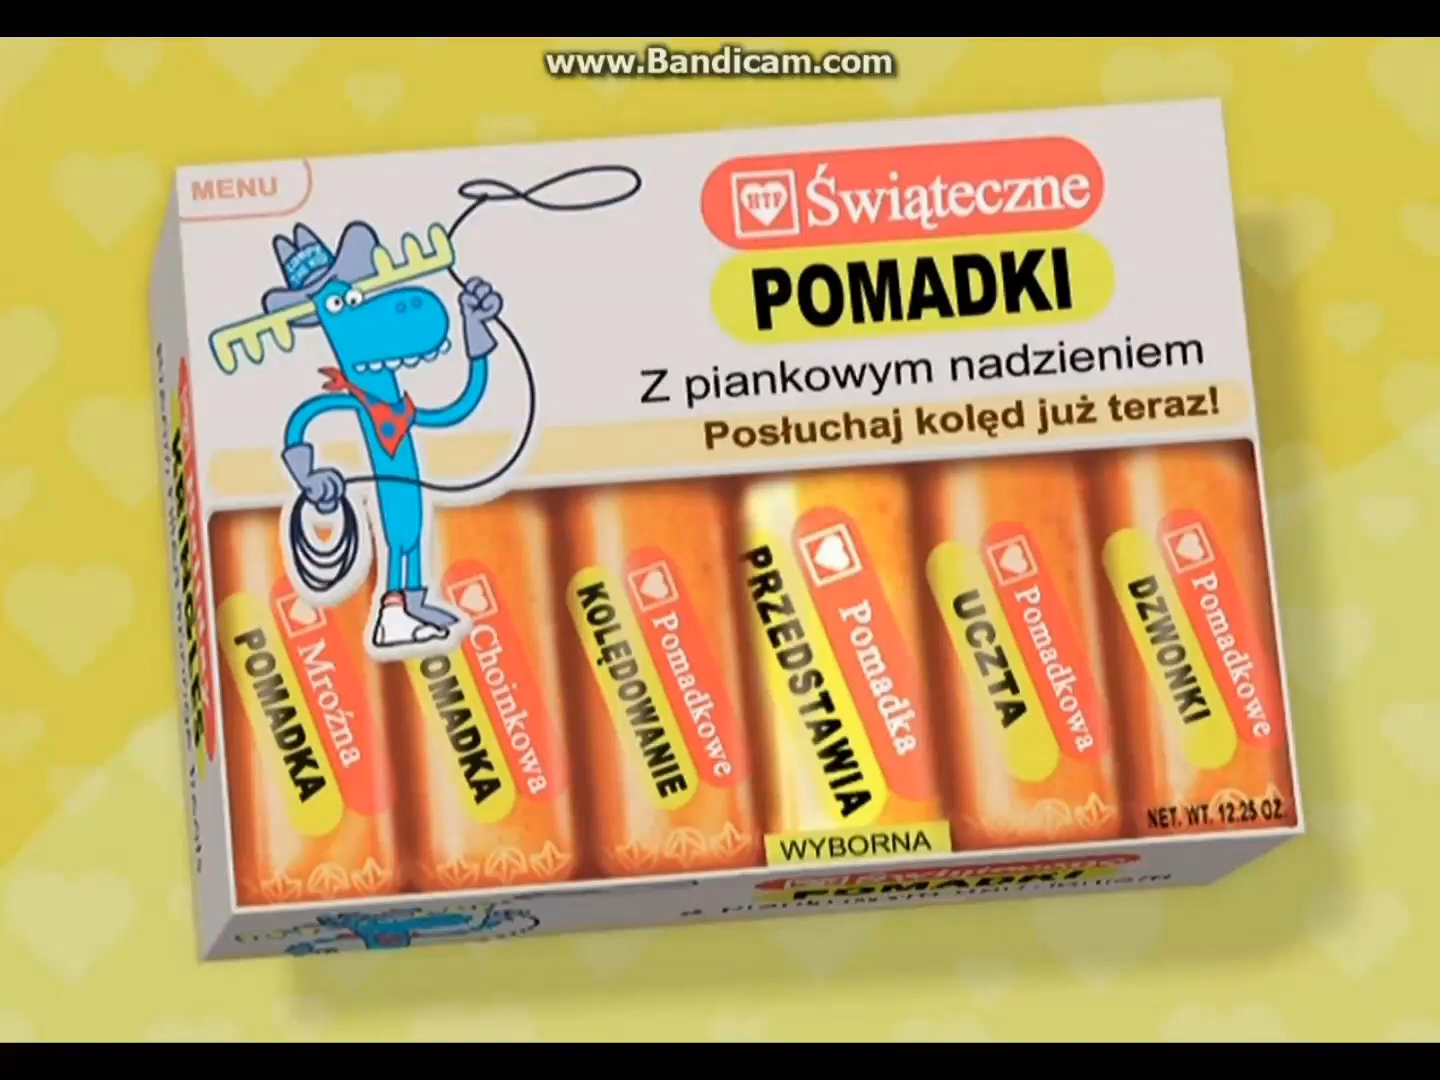 www.Bandicam.com
MENU
HTF Świąteczne
POMADKI
Z piankowym nadzieniem
Posłuchaj kolęd już teraz!
Mroźna
POMADKA
Choinkowa
POMADKA
Pomadkowe
KOLĘDOWANIE
Pomadka
PRZEDSTAWIA
Pomadkowa
UCZTA
Pomadkowe
DZWONKI
WYBORNA
NET. WT. 12.25 OZ.